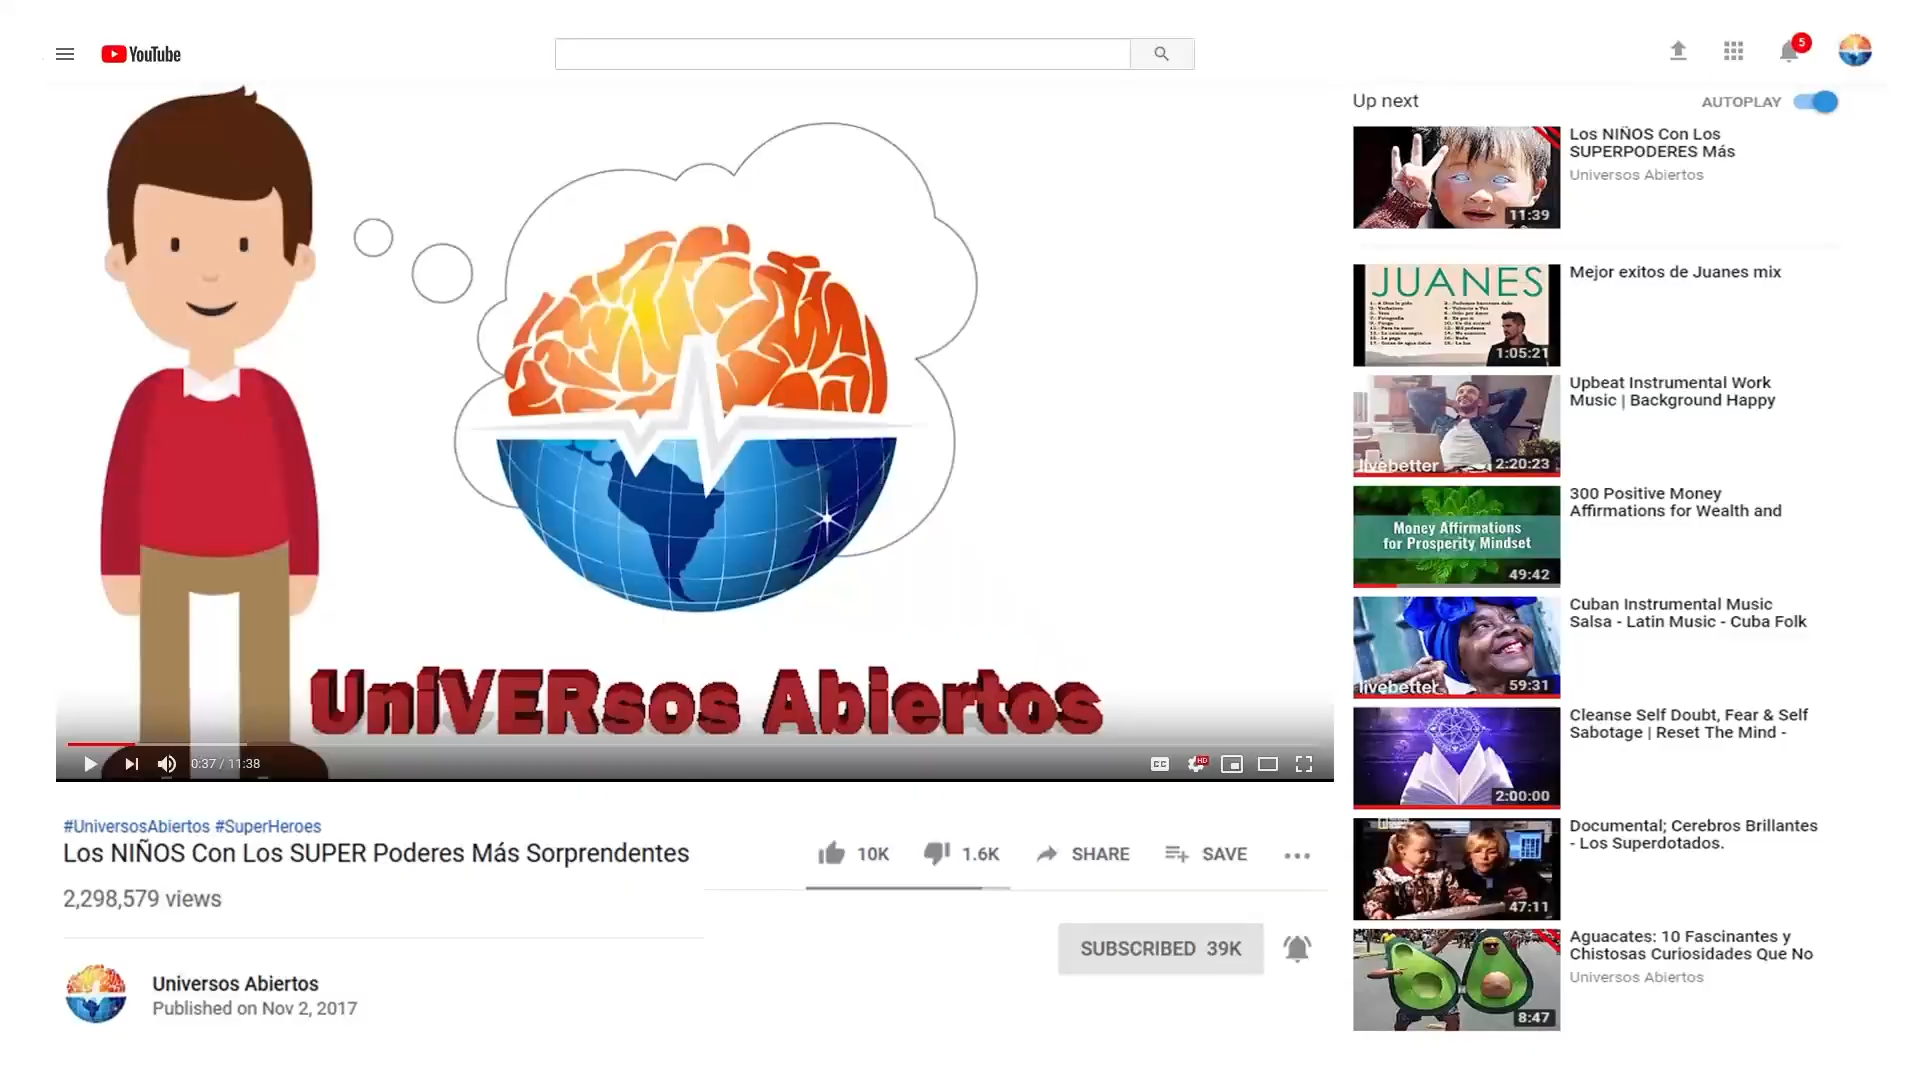 YouTube
5
UniVERsos Abiertos
0:37 / 11:38
CC
HD
#UniversosAbiertos #SuperHeroes
Los NIÑOS Con Los SUPER Poderes Más Sorprendentes
2,298,579 views
10K
1.6K
SHARE
SAVE
SUBSCRIBED 39K
Universos Abiertos
Published on Nov 2, 2017
Up next
AUTOPLAY
11:39
Los NIÑOS Con Los
SUPERPODERES Más
Universos Abiertos
JUANES
1:05:21
Mejor exitos de Juanes mix
livebetter
2:20:23
Upbeat Instrumental Work
Music | Background Happy
Money Affirmations
for Prosperity Mindset
49:42
300 Positive Money
Affirmations for Wealth and
livebetter
59:31
Cuban Instrumental Music
Salsa - Latin Music - Cuba Folk
2:00:00
Cleanse Self Doubt, Fear & Self
Sabotage | Reset The Mind -
47:11
Documental; Cerebros Brillantes
- Los Superdotados.
8:47
Aguacates: 10 Fascinantes y
Chistosas Curiosidades Que No
Universos Abiertos